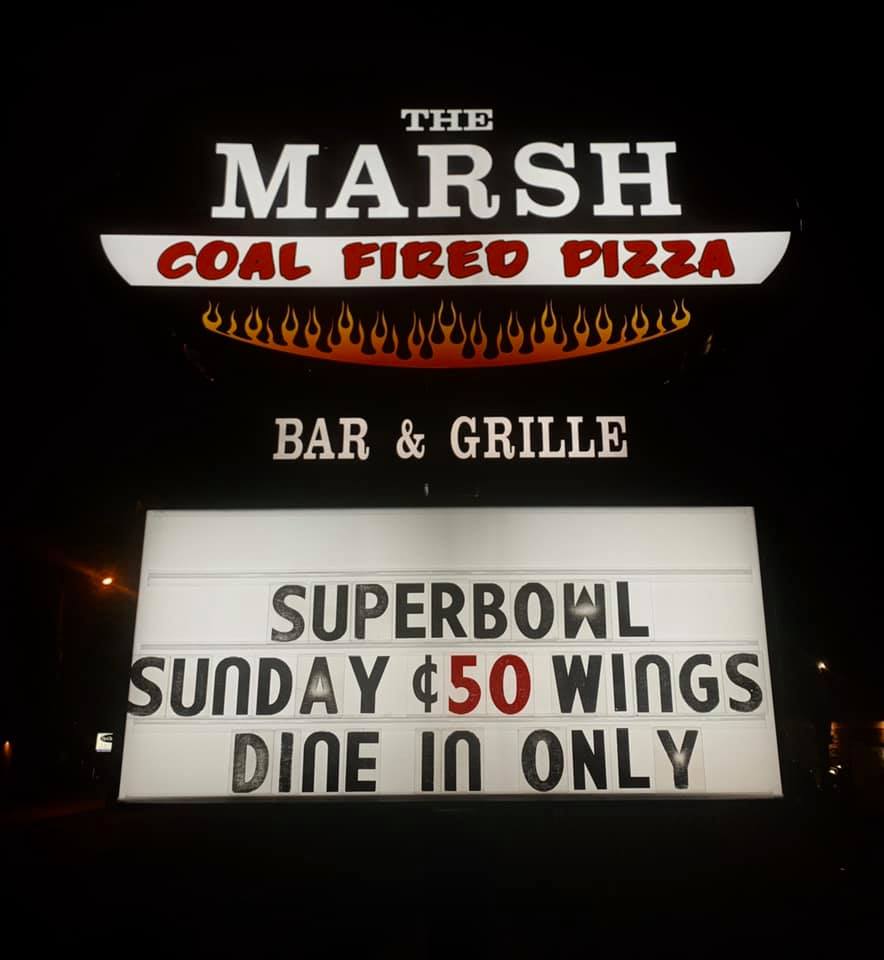 THE
MARSH
COAL FIRED PIZZA
BAR & GRILLE
SUPERBOWL
SUNDAY ¢50 WINGS
DINE IN ONLY